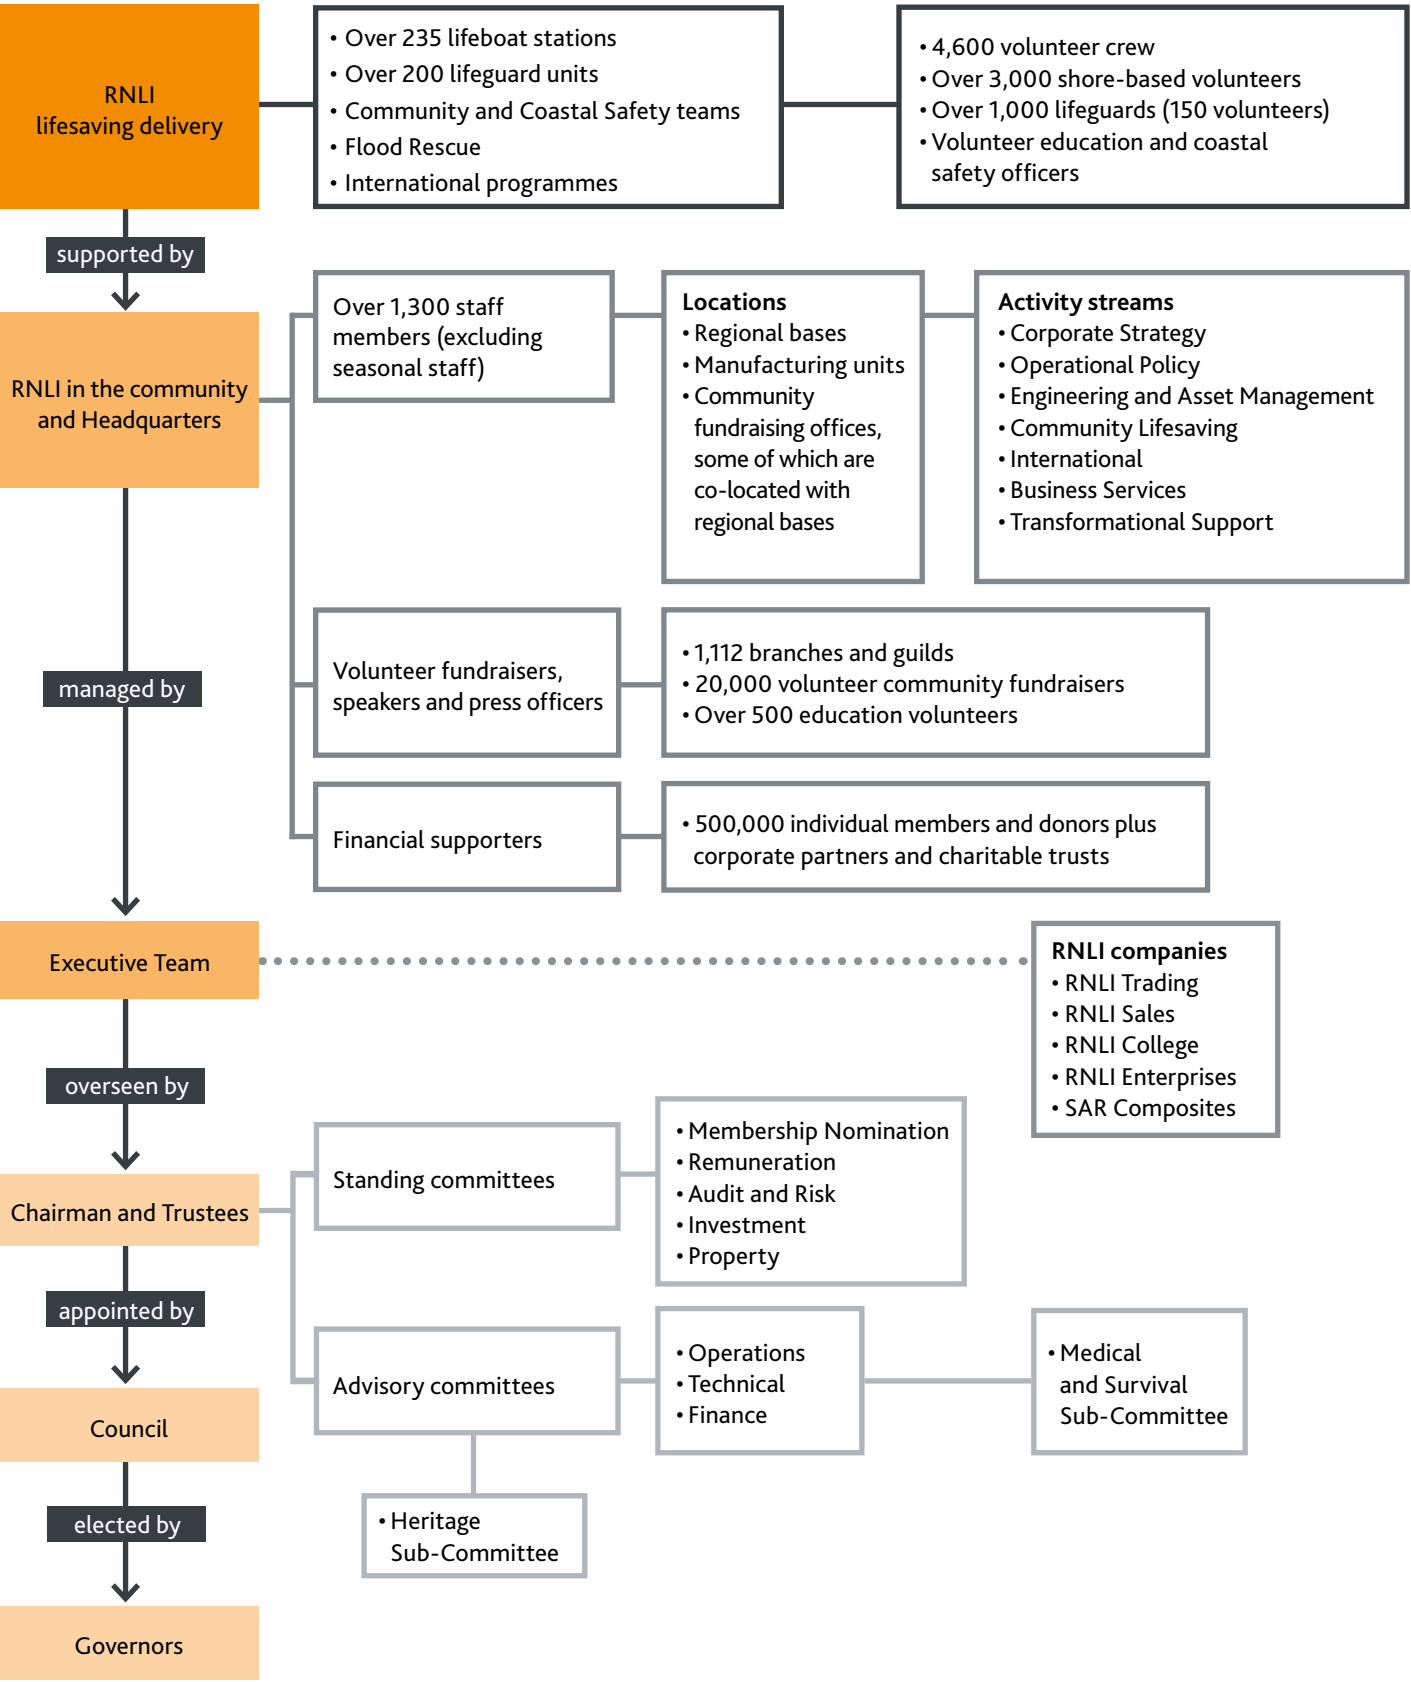 RNLI
lifesaving delivery
• Over 235 lifeboat stations
• Over 200 lifeguard units
• Community and Coastal Safety teams
• Flood Rescue
• International programmes
• 4,600 volunteer crew
• Over 3,000 shore-based volunteers
• Over 1,000 lifeguards (150 volunteers)
• Volunteer education and coastal
safety officers
supported by
RNLI in the community
and Headquarters
Over 1,300 staff
members (excluding
seasonal staff)
Locations
• Regional bases
• Manufacturing units
• Community
fundraising offices,
some of which are
co-located with
regional bases
Activity streams
• Corporate Strategy
• Operational Policy
• Engineering and Asset Management
• Community Lifesaving
• International
• Business Services
• Transformational Support
Volunteer fundraisers,
speakers and press officers
• 1,112 branches and guilds
• 20,000 volunteer community fundraisers
• Over 500 education volunteers
Financial supporters
• 500,000 individual members and donors plus
corporate partners and charitable trusts
managed by
Executive Team
RNLI companies
• RNLI Trading
• RNLI Sales
• RNLI College
• RNLI Enterprises
• SAR Composites
overseen by
Chairman and Trustees
Standing committees
• Membership Nomination
• Remuneration
• Audit and Risk
• Investment
• Property
Advisory committees
• Operations
• Technical
• Finance
• Medical
and Survival
Sub-Committee
• Heritage
Sub-Committee
appointed by
Council
elected by
Governors